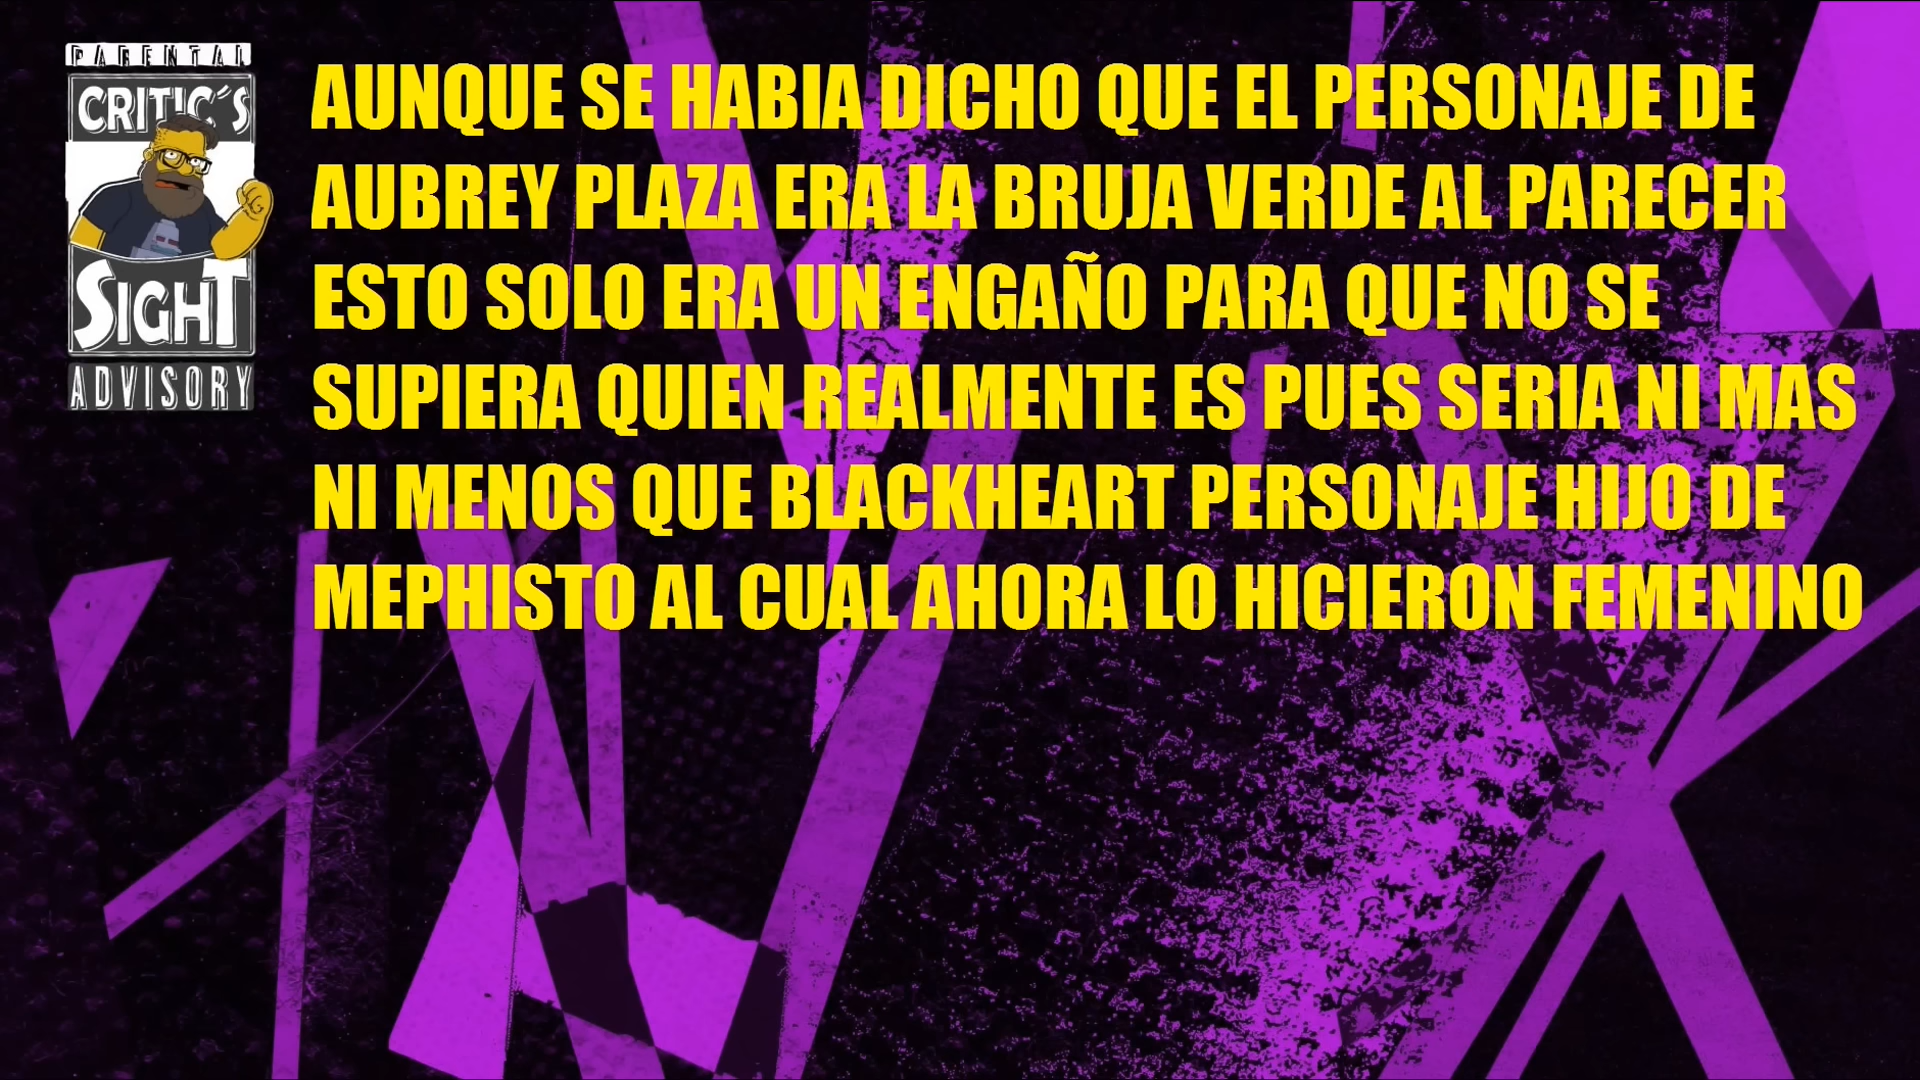 PARENTAL
CRITIC´S
SIGHT
ADVISORY
AUNQUE SE HABIA DICHO QUE EL PERSONAJE DE
AUBREY PLAZA ERA LA BRUJA VERDE AL PARECER
ESTO SOLO ERA UN ENGAÑO PARA QUE NO SE
SUPIERA QUIEN REALMENTE ES PUES SERIA NI MAS
NI MENOS QUE BLACKHEART PERSONAJE HIJO DE
MEPHISTO AL CUAL AHORA LO HICIERON FEMENINO